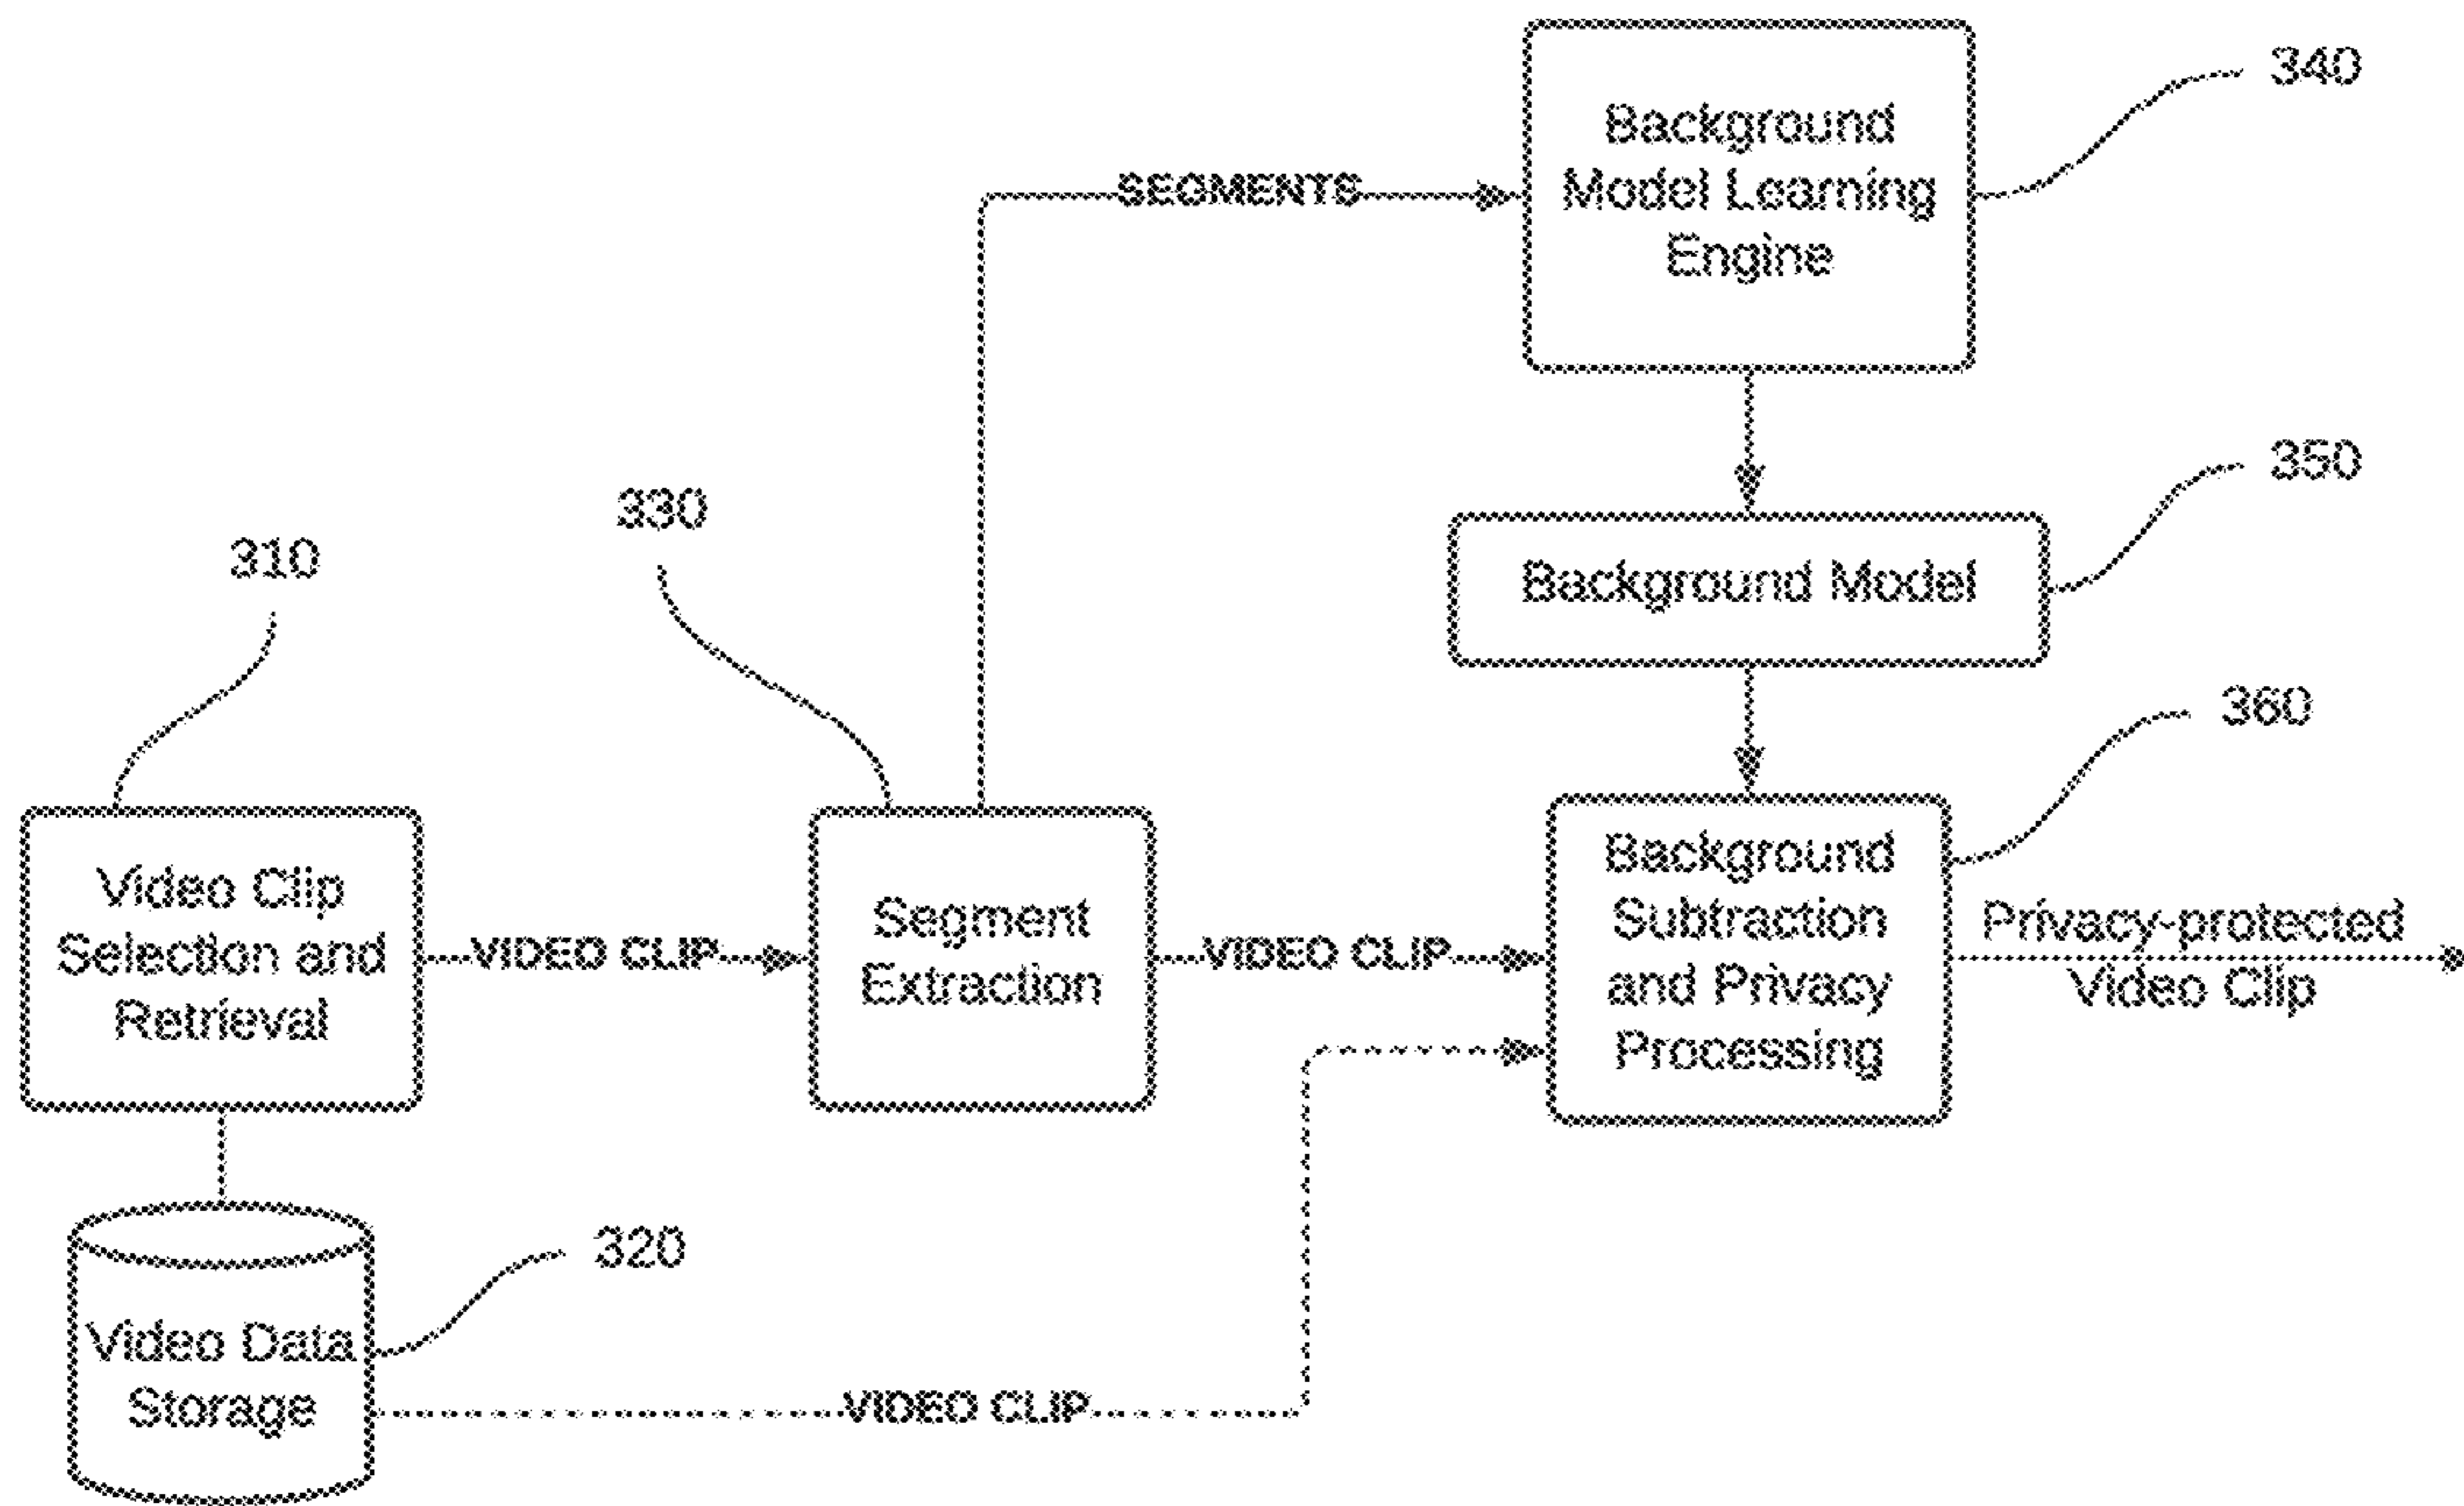 340
Background
Model Learning
Engine
SEGMENTS
350
Background Model
330
310
360
Video Clip
Selection and
Retrieval
VIDEO CLIP
Segment
Extraction
VIDEO CLIP
Background
Subtraction
and Privacy
Processing
Privacy-protected
Video Clip
320
Video Data
Storage
VIDEO CLIP